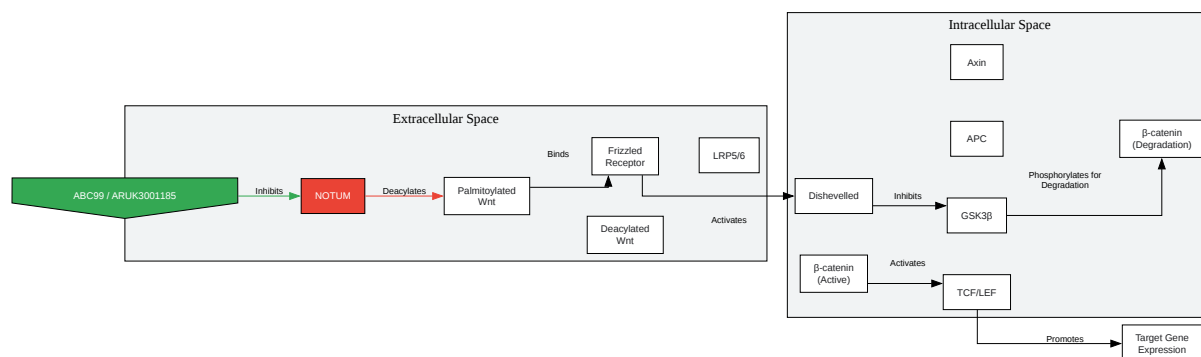 Intracellular Space
Axin
Extracellular Space
APC
β-catenin
(Degradation)
Binds
Frizzled
Receptor
LRP5/6
Phosphorylates for
Degradation
ABC99 / ARUK3001185
Inhibits
NOTUM
Deacylates
Palmitoylated
Wnt
Dishevelled
Inhibits
GSK3β
Activates
Deacylated
Wnt
β-catenin
(Active)
Activates
TCF/LEF
Promotes
Target Gene
Expression